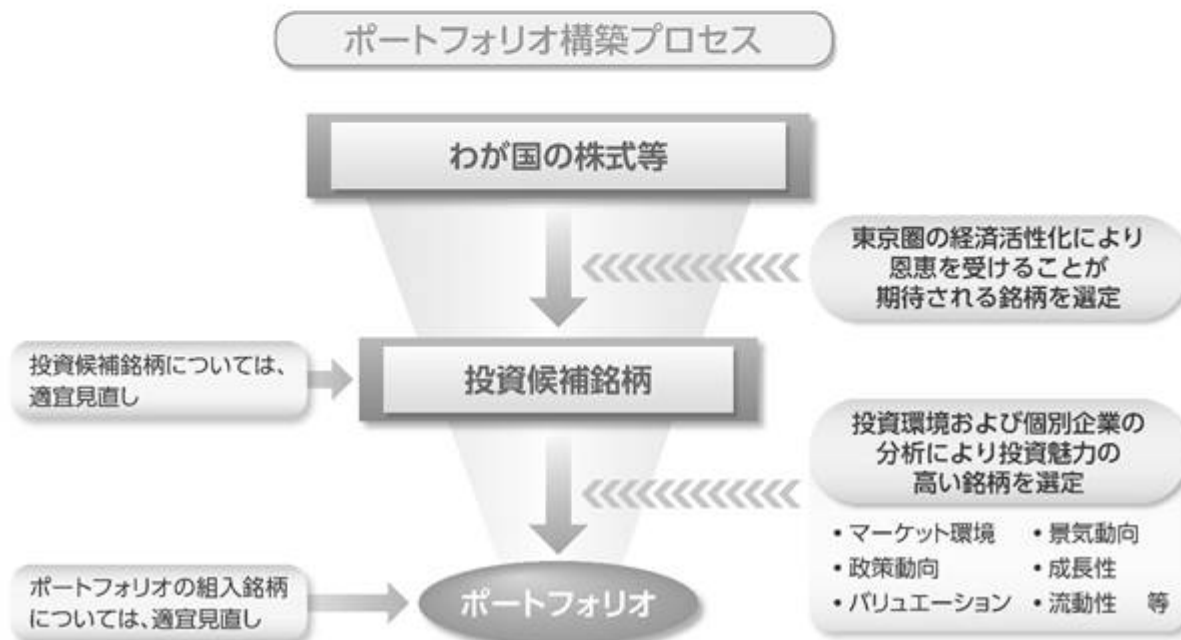 ポートフォリオ構築プロセス
わが国の株式等
東京圏の経済活性化により
恩恵を受けることが
期待される銘柄を選定
投資候補銘柄については、
適宜見直し
投資候補銘柄
投資環境および個別企業の
分析により投資魅力の
高い銘柄を選定
• マーケット環境 • 景気動向
• 政策動向 • 成長性
• バリュエーション • 流動性 等
ポートフォリオの組入銘柄
については、適宜見直し
ポートフォリオ